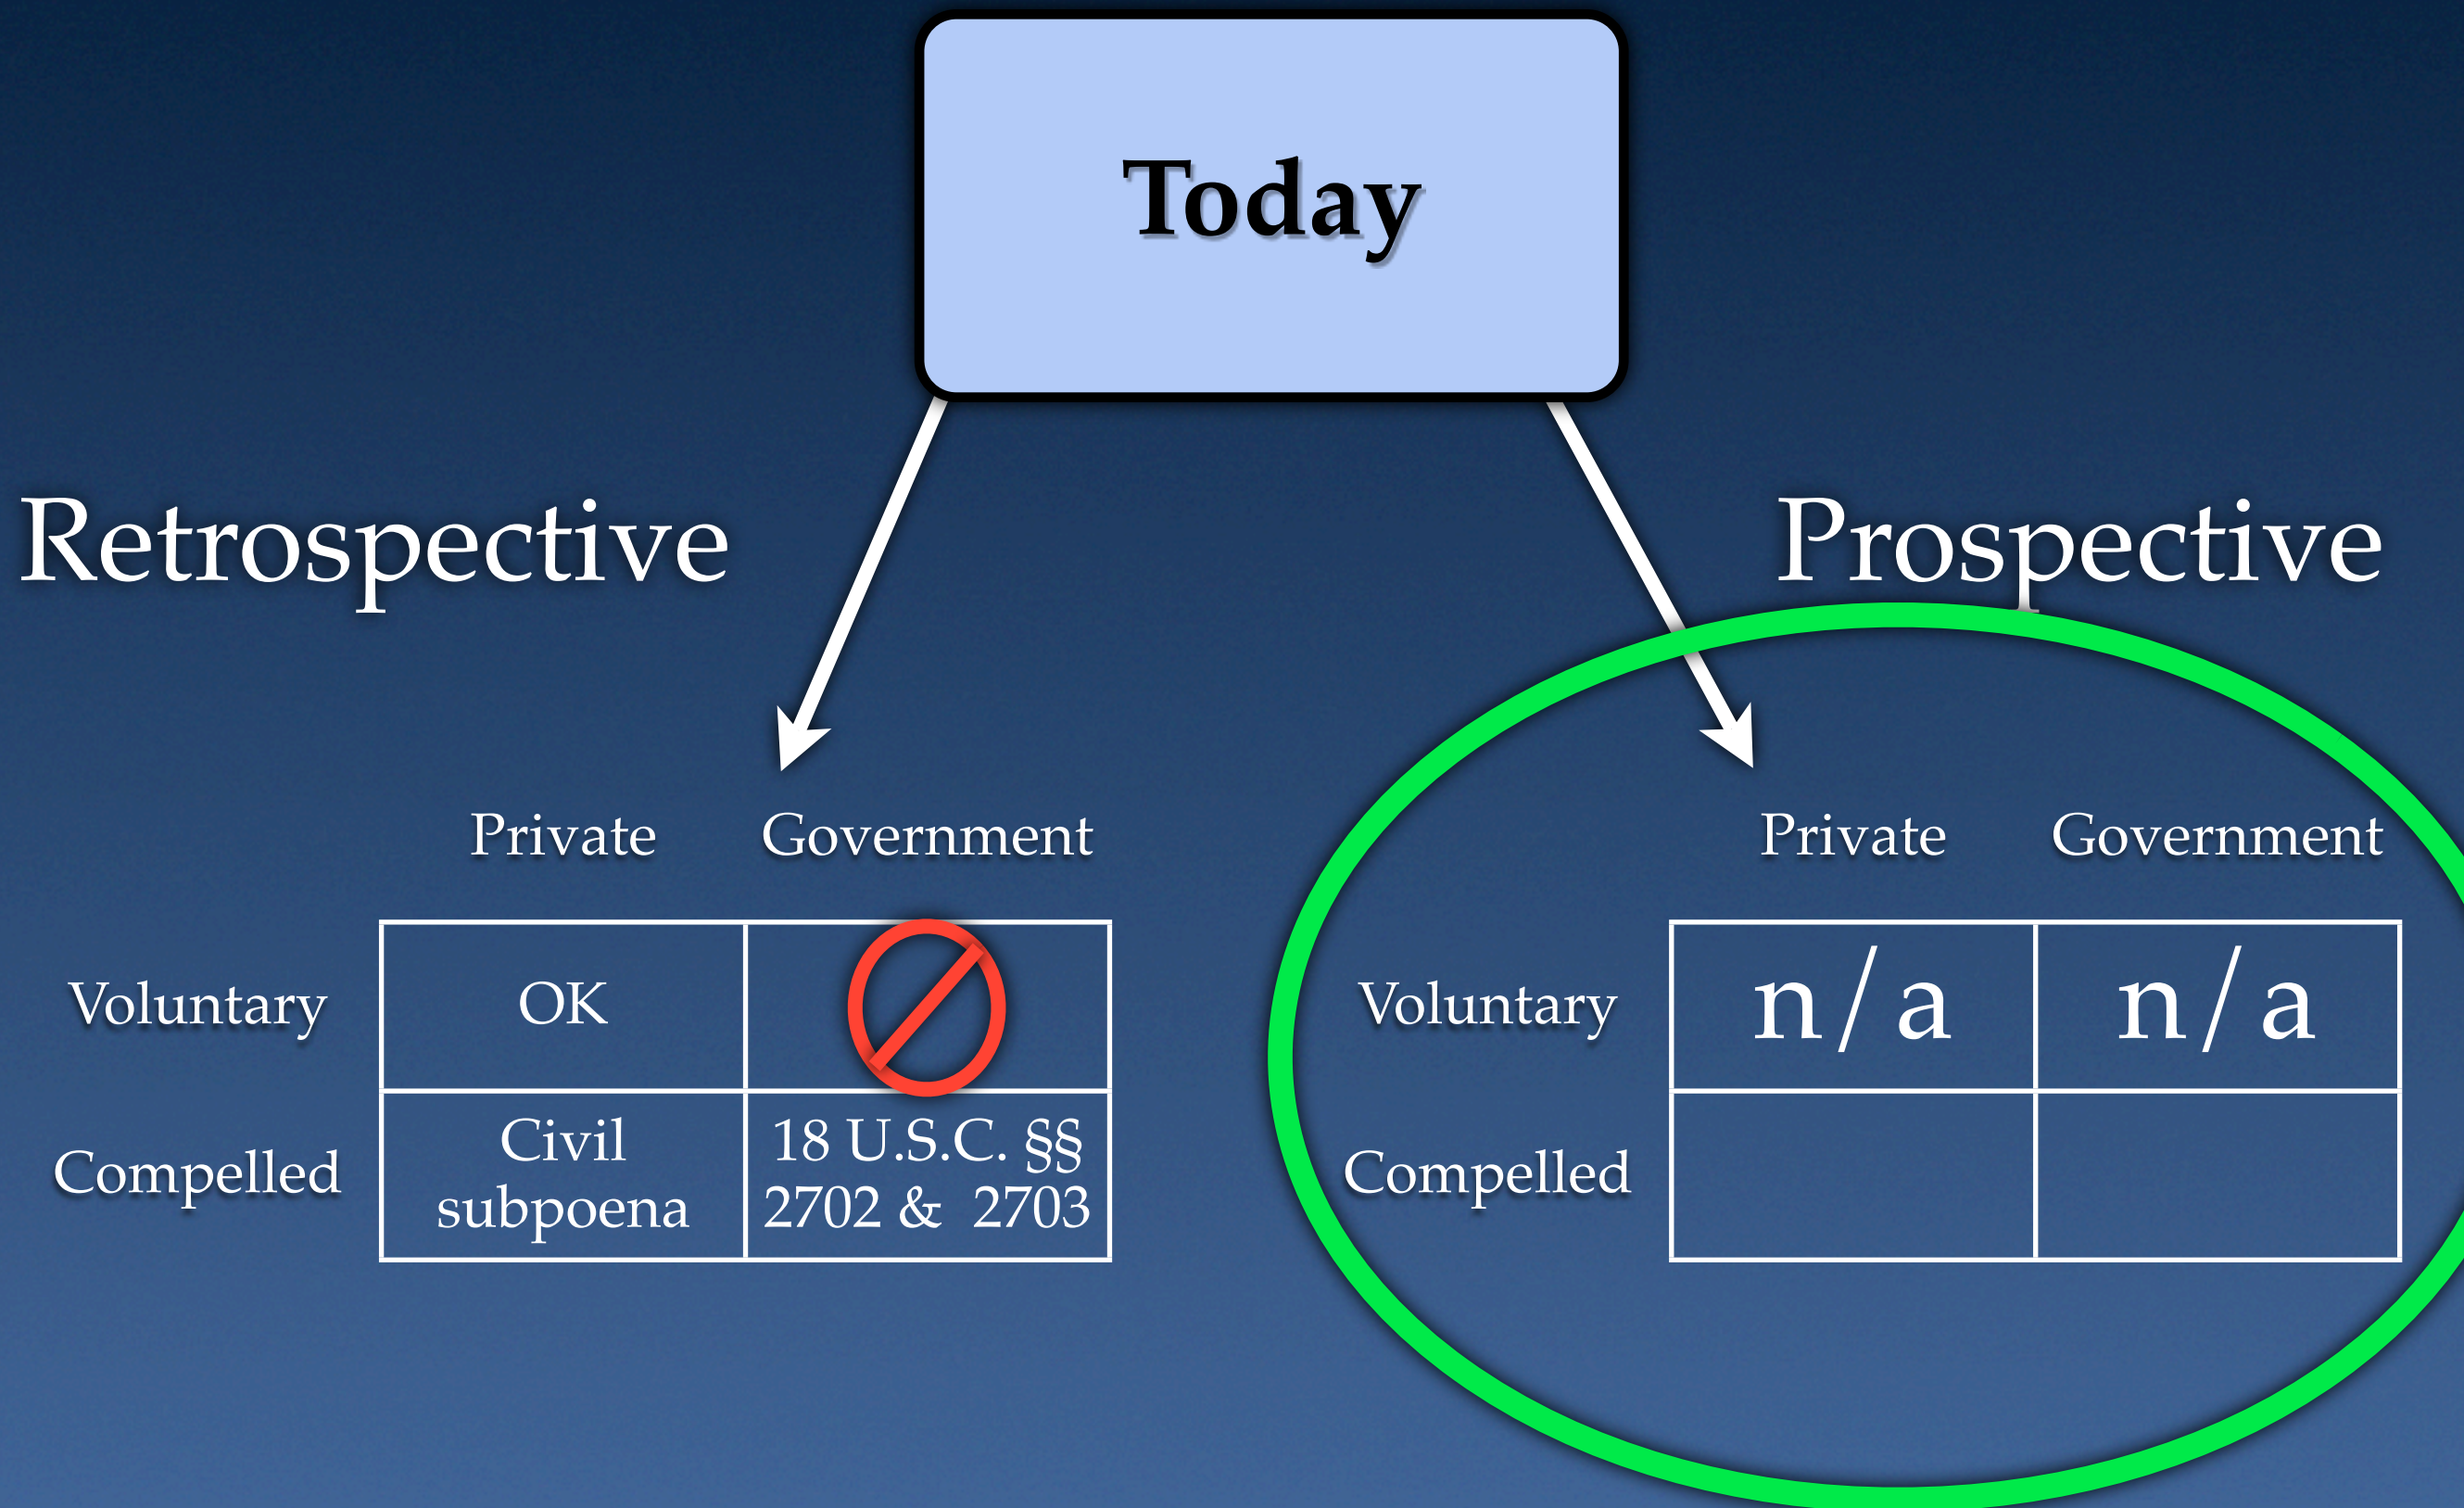 Today
Retrospective
Prospective
Private Government
Voluntary OK
Compelled Civil subpoena 18 U.S.C. §§ 2702 & 2703
Private Government
Voluntary n/a n/a
Compelled